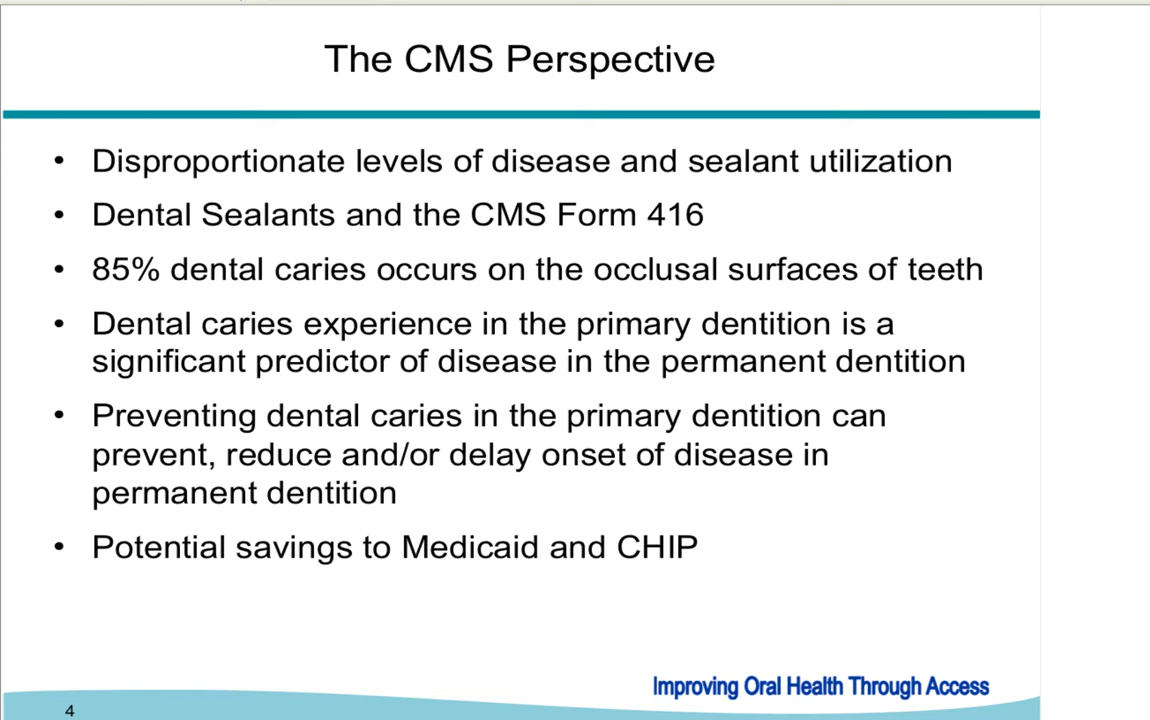 The CMS Perspective
• Disproportionate levels of disease and sealant utilization
• Dental Sealants and the CMS Form 416
• 85% dental caries occurs on the occlusal surfaces of teeth
• Dental caries experience in the primary dentition is a
significant predictor of disease in the permanent dentition
• Preventing dental caries in the primary dentition can
prevent, reduce and/or delay onset of disease in
permanent dentition
• Potential savings to Medicaid and CHIP
Improving Oral Health Through Access
4